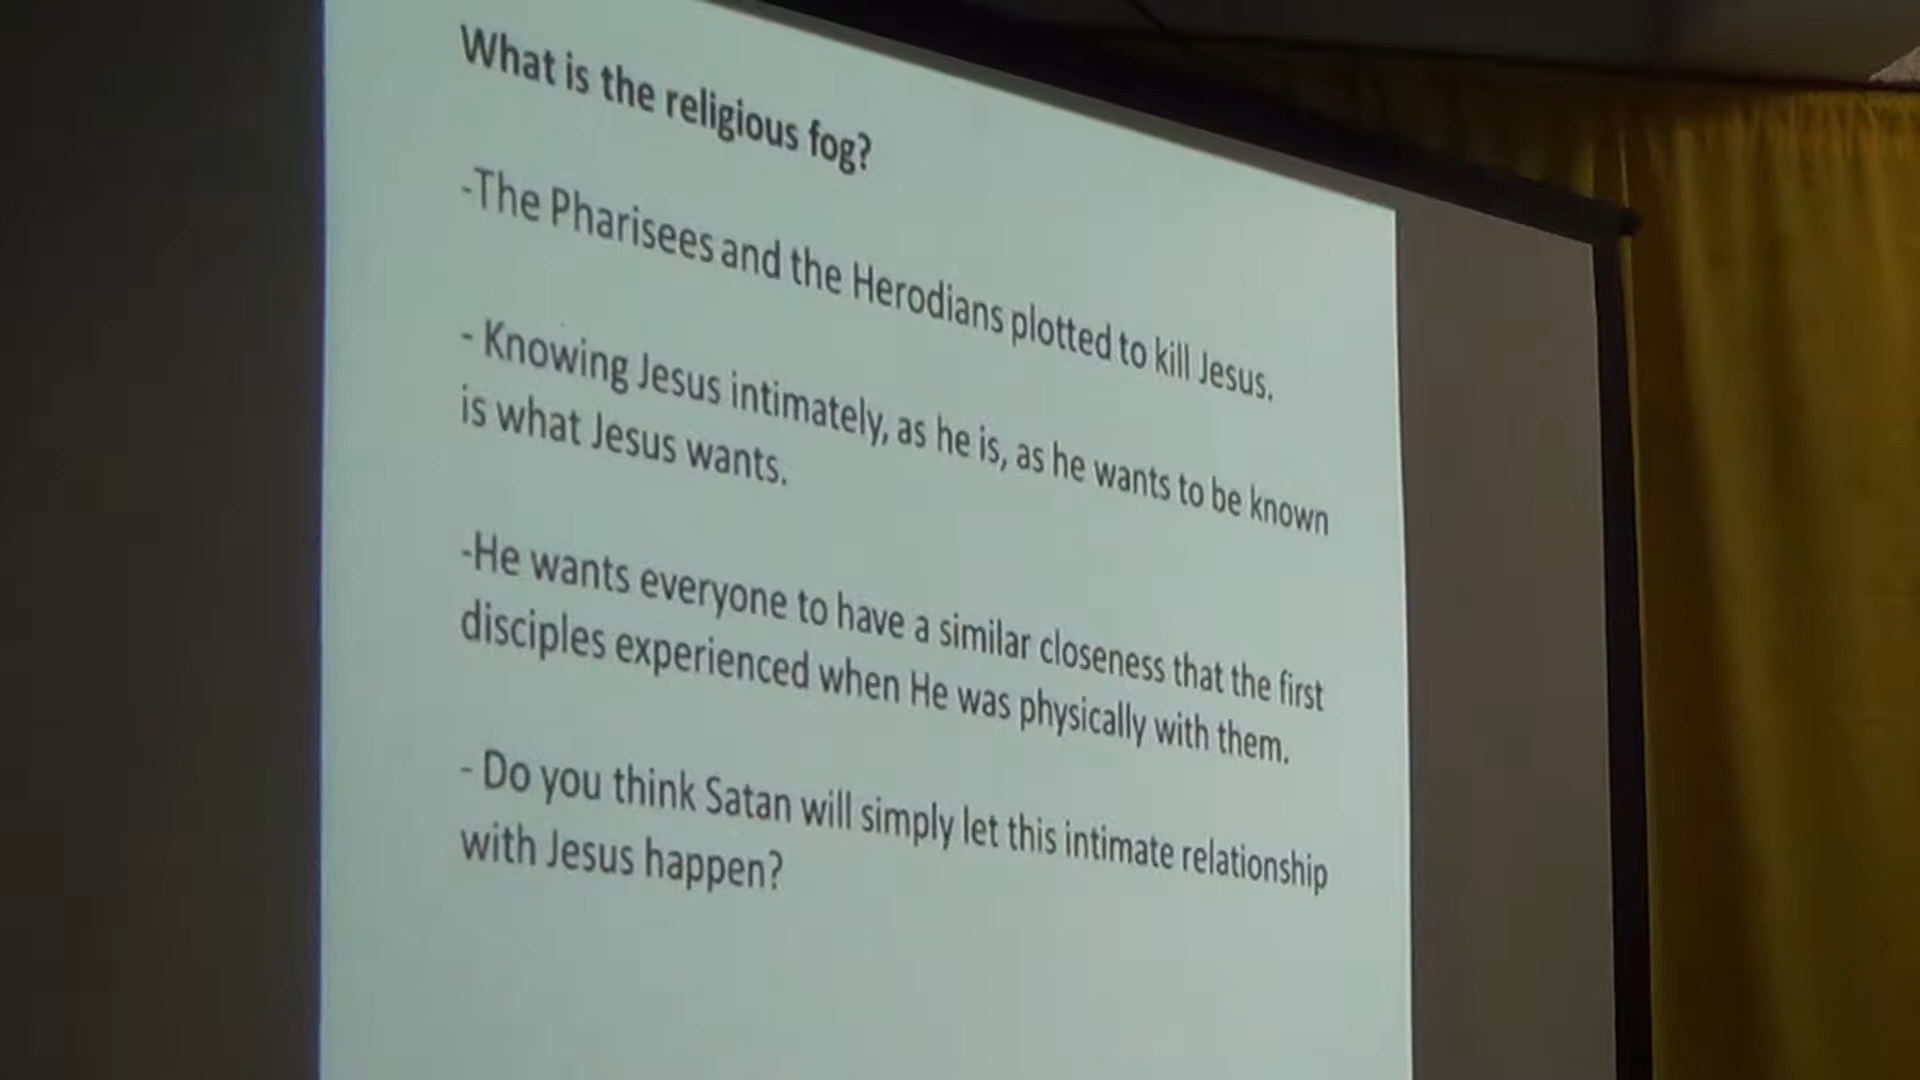 What is the religious fog?
-The Pharisees and the Herodians plotted to kill Jesus.
- Knowing Jesus intimately, as he is, as he wants to be known
is what Jesus wants.
-He wants everyone to have a similar closeness that the first
disciples experienced when He was physically with them.
- Do you think Satan will simply let this intimate relationship
with Jesus happen?